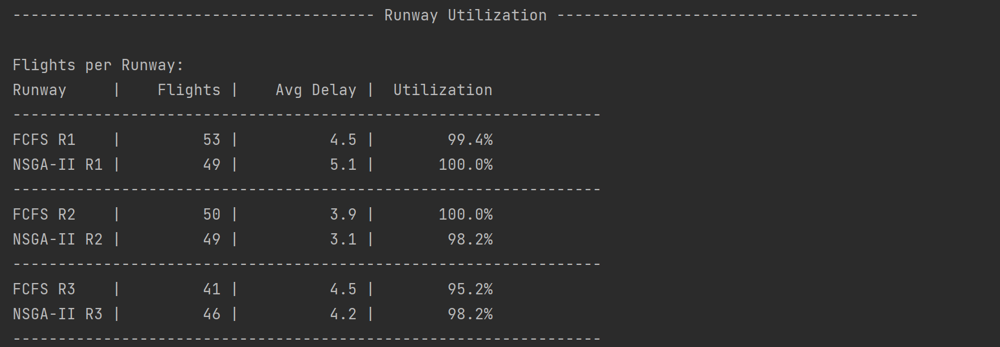 ---------------------------------------- Runway Utilization ----------------------------------------
Flights per Runway:
Runway     |    Flights |    Avg Delay |  Utilization
-----------------------------------------------------------------
FCFS R1    |         53 |          4.5 |        99.4%
NSGA-II R1 |         49 |          5.1 |       100.0%
-----------------------------------------------------------------
FCFS R2    |         50 |          3.9 |       100.0%
NSGA-II R2 |         49 |          3.1 |        98.2%
-----------------------------------------------------------------
FCFS R3    |         41 |          4.5 |        95.2%
NSGA-II R3 |         46 |          4.2 |        98.2%
-----------------------------------------------------------------